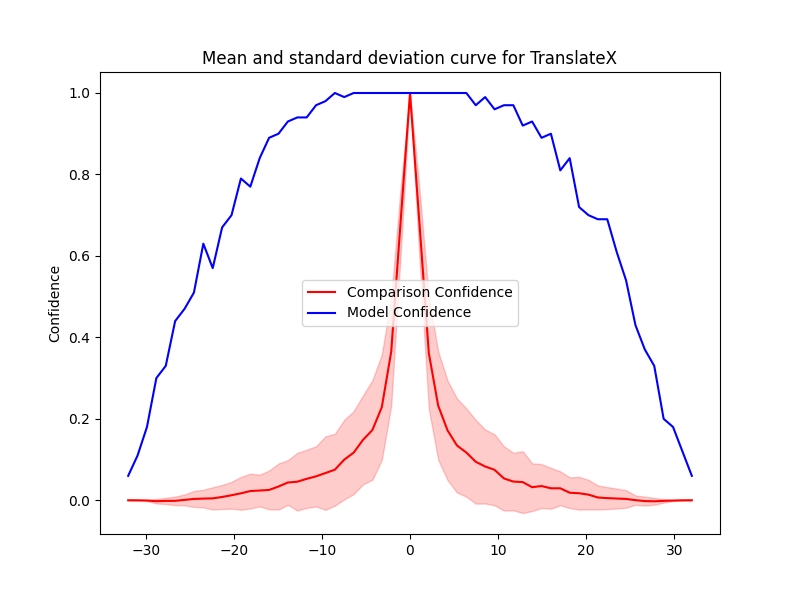 Mean and standard deviation curve for TranslateX
Confidence
1.0
0.8
0.6
0.4
0.2
0.0
Comparison Confidence
Model Confidence
−30 −20 −10 0 10 20 30